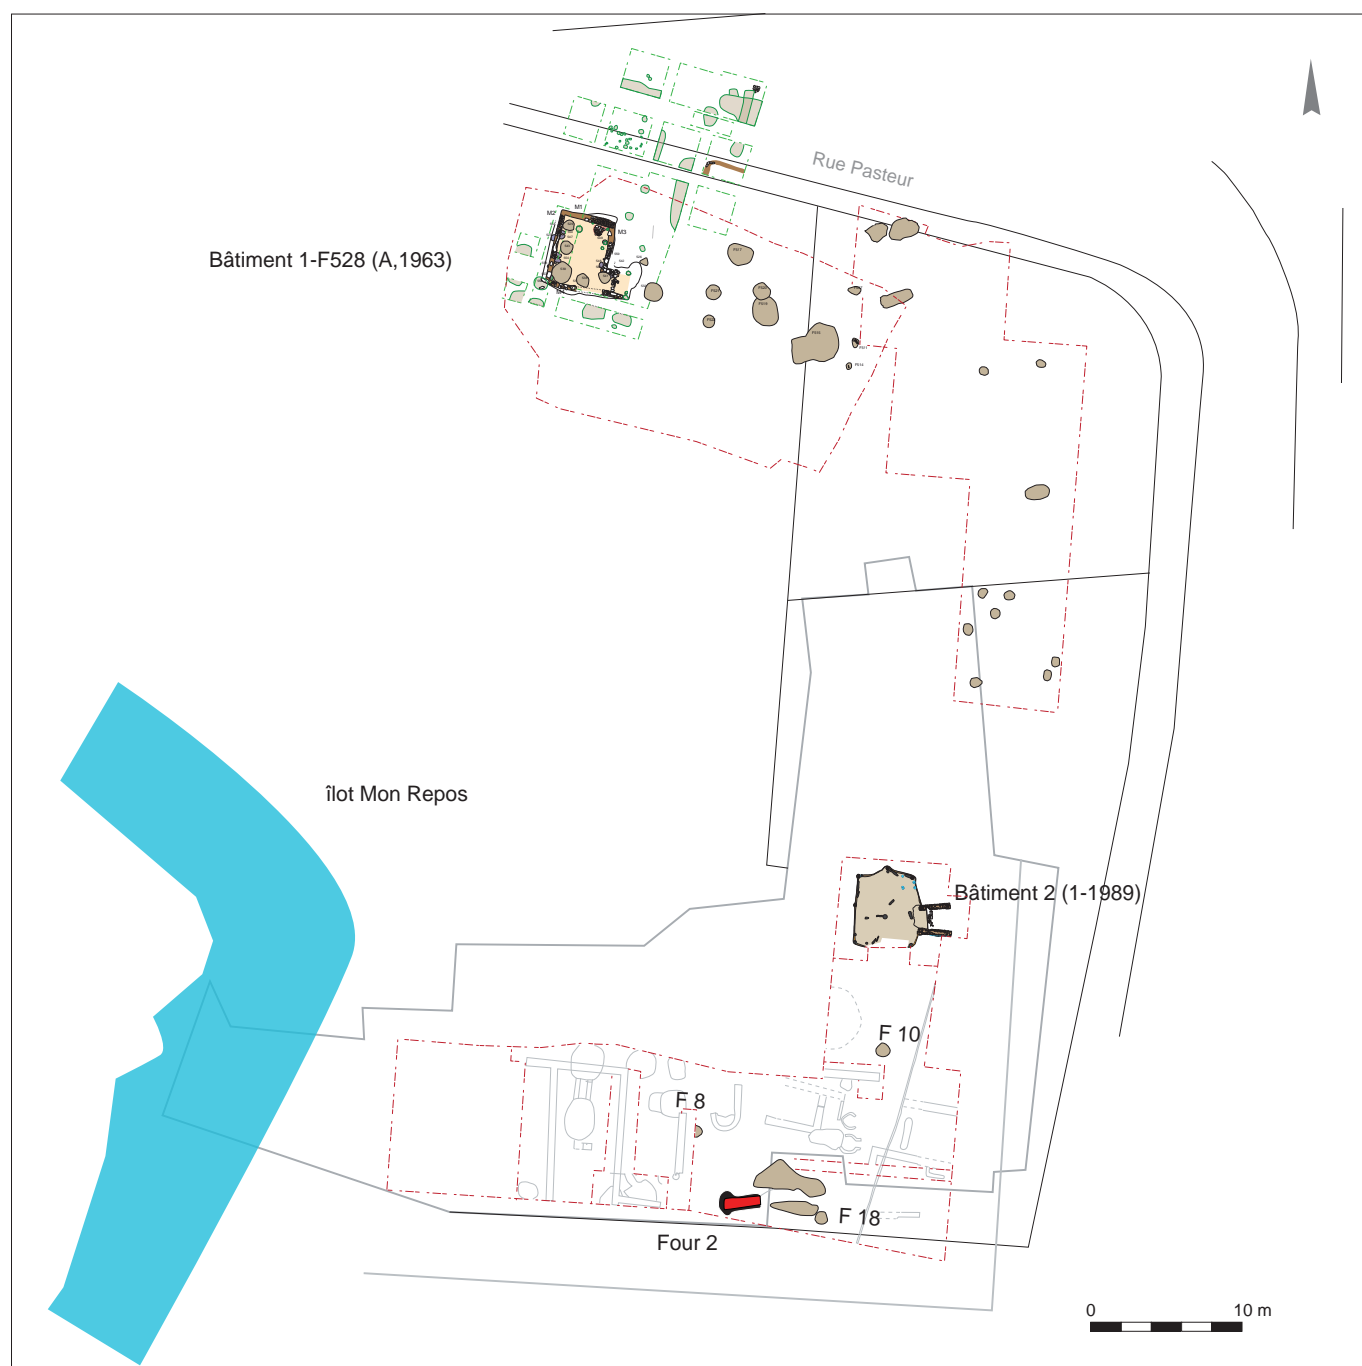 Rue Pasteur
M1
M2
M3
Bâtiment 1-F528 (A,1963)
îlot Mon Repos
Bâtiment 2 (1-1989)
F 10
F 8
F 18
Four 2
0 10 m